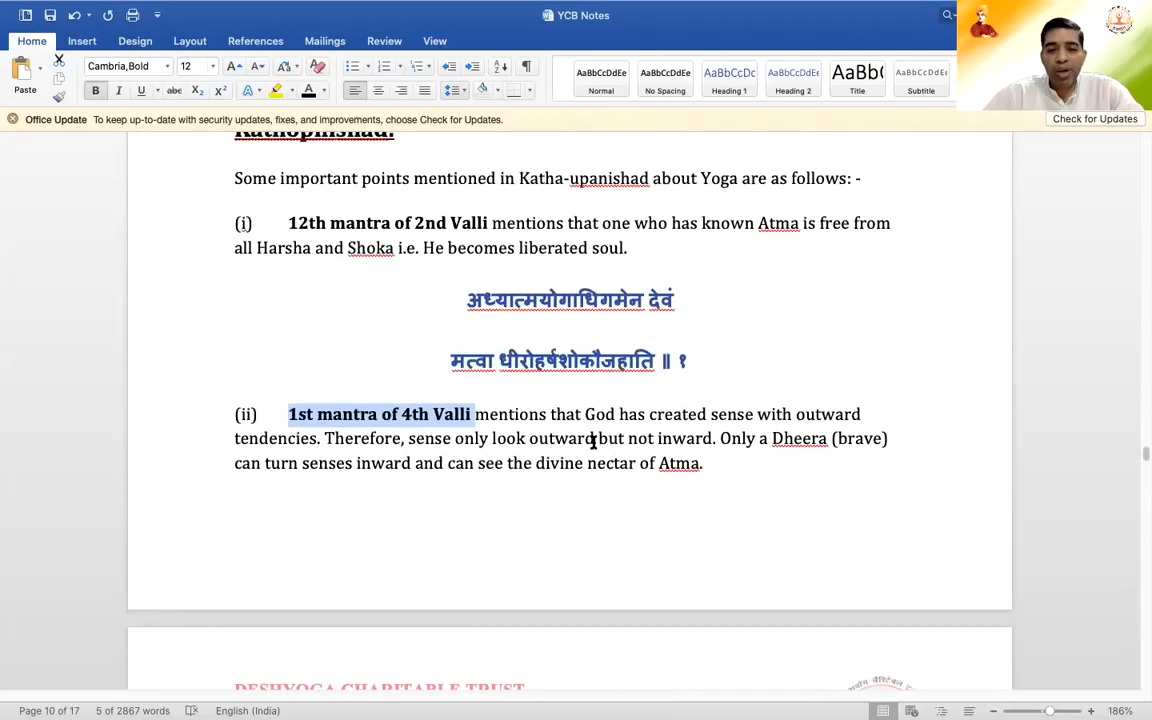 YCB Notes
Home Insert Design Layout References Mailings Review View
Cambria,Bold 12
Paste
B I U abc X2 X2 A A
AaBbCcDdEe AaBbCcDdEe AaBbCcDc AaBbCcDdEe AaBb( AaBbCcDdEe
Normal No Spacing Heading 1 Heading 2 Title Subtitle
Office Update To keep up-to-date with security updates, fixes, and improvements, choose Check for Updates.
Check for Updates
Kathopnishad:
Some important points mentioned in Katha-upanishad about Yoga are as follows: -
(i) 12th mantra of 2nd Valli mentions that one who has known Atma is free from
all Harsha and Shoka i.e. He becomes liberated soul.
अध्यात्मयोगाधिगमेन देवं
मत्वा धीरोहर्षशोकौजहाति ॥ १
(ii) 1st mantra of 4th Valli mentions that God has created sense with outward
tendencies. Therefore, sense only look outward but not inward. Only a Dheera (brave)
can turn senses inward and can see the divine nectar of Atma.
DESHYOGA CHARITABLE TRUST
Page 10 of 17 5 of 2867 words English (India) 186%